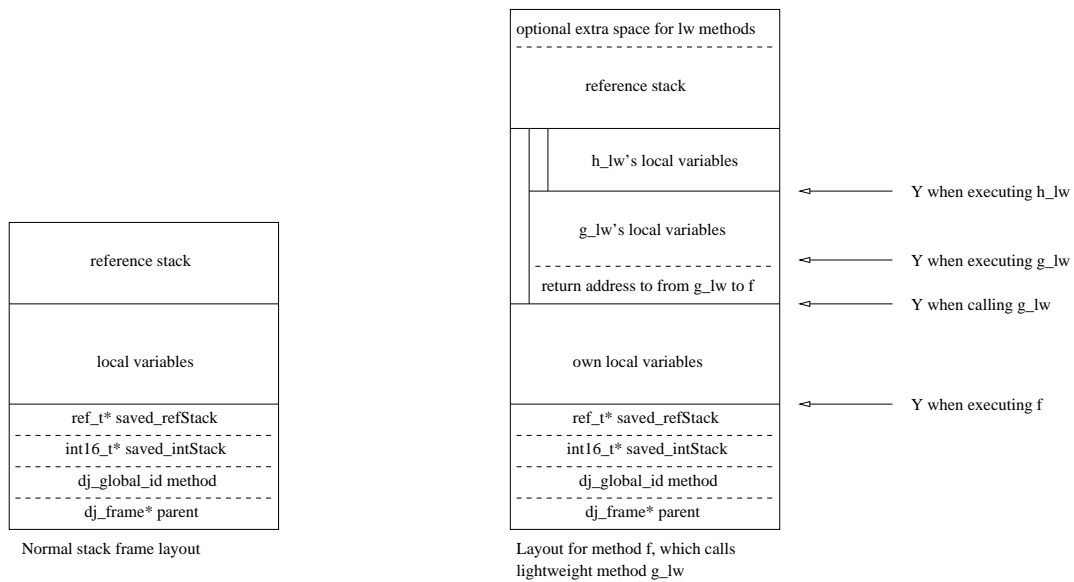 reference stack
local variables
ref_t* saved_refStack
int16_t* saved_intStack
dj_global_id method
dj_frame* parent
Normal stack frame layout
optional extra space for lw methods
reference stack
h_lw's local variables
g_lw's local variables
return address to from g_lw to f
own local variables
ref_t* saved_refStack
int16_t* saved_intStack
dj_global_id method
dj_frame* parent
Layout for method f, which calls
lightweight method g_lw
Y when executing h_lw
Y when executing g_lw
Y when calling g_lw
Y when executing f